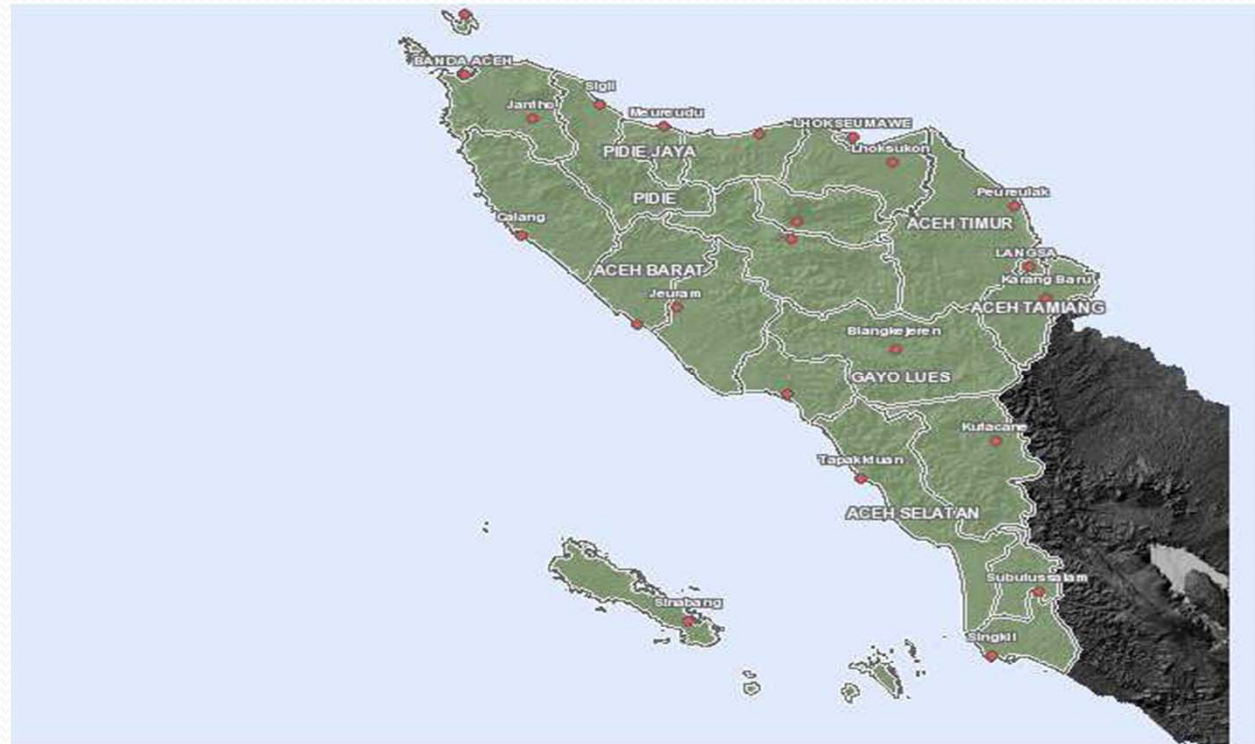 BANDA ACEH
Sigli
Jantho
Meureudu
LHOKSEUMAWE
PIDIE JAYA
Lhoksukon
PIDIE
Peureulak
Calang
ACEH TIMUR
LANGSA
ACEH BARAT
Karang Baru
Jeuram
ACEH TAMIANG
Blangkejeren
GAYO LUES
Kutacane
Tapaktuan
ACEH SELATAN
Subulussalam
Sinabang
Singkil